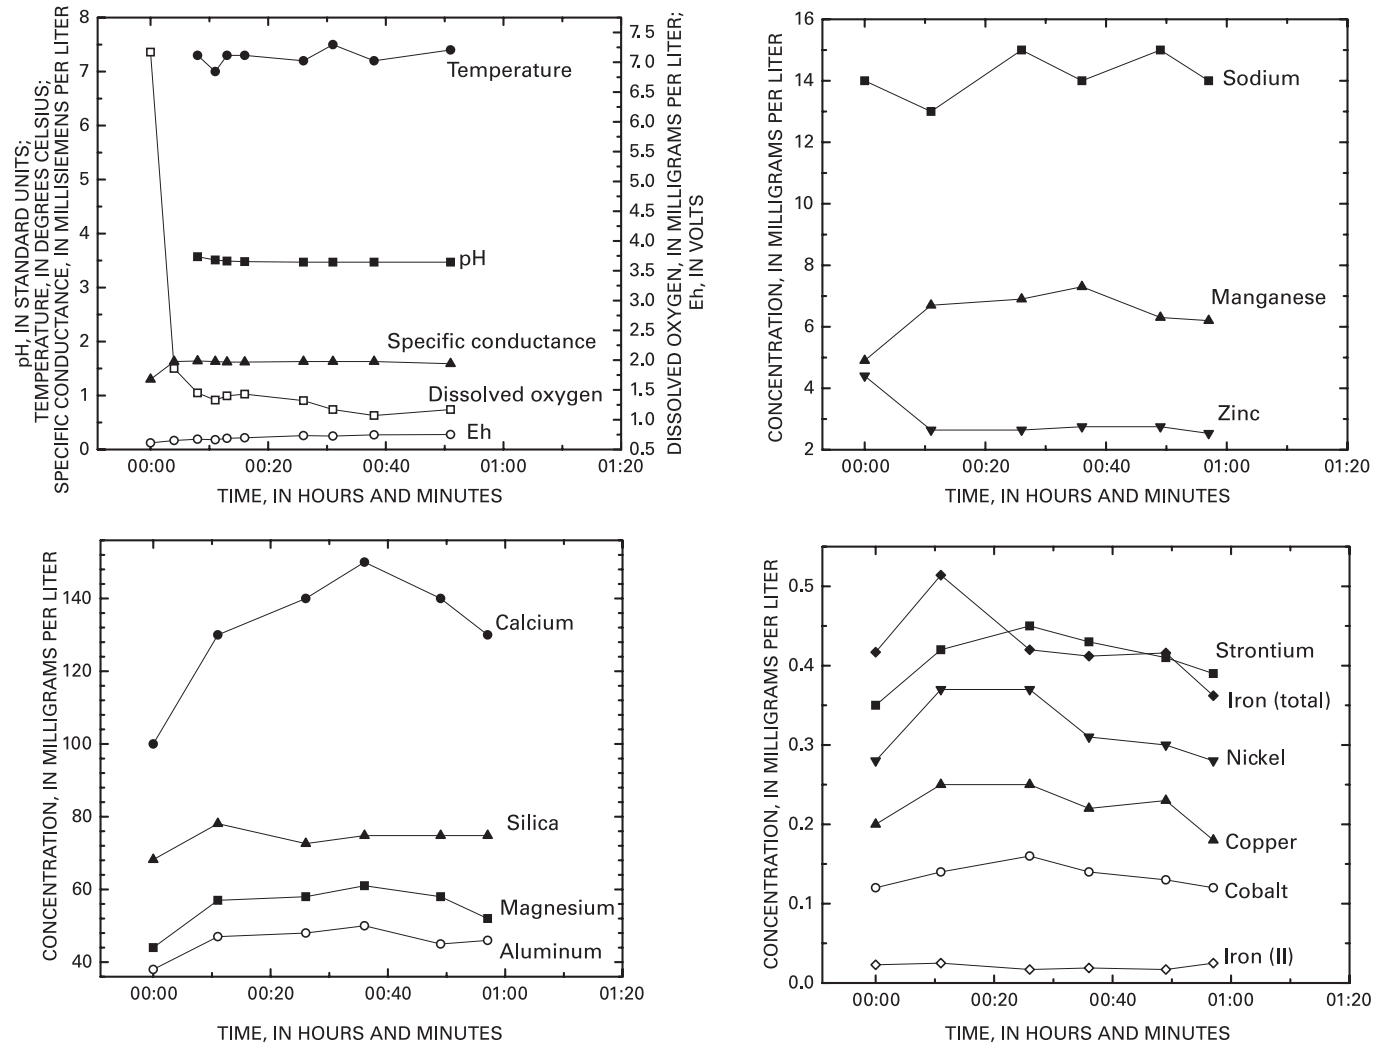 pH, IN STANDARD UNITS;
TEMPERATURE, IN DEGREES CELSIUS;
SPECIFIC CONDUCTANCE, IN MILLISIEMENS PER LITER
8
7
6
5
4
3
2
1
0
Temperature
pH
Specific conductance
Dissolved oxygen
Eh
7.5
7.0
6.5
6.0
5.5
5.0
4.5
4.0
3.5
3.0
2.5
2.0
1.5
1.0
0.5
DISSOLVED OXYGEN, IN MILLIGRAMS PER LITER;
Eh, IN VOLTS
00:00 00:20 00:40 01:00 01:20
TIME, IN HOURS AND MINUTES
CONCENTRATION, IN MILLIGRAMS PER LITER
16
14
12
10
8
6
4
2
Sodium
Manganese
Zinc
00:00 00:20 00:40 01:00 01:20
TIME, IN HOURS AND MINUTES
CONCENTRATION, IN MILLIGRAMS PER LITER
140
120
100
80
60
40
Calcium
Silica
Magnesium
Aluminum
00:00 00:20 00:40 01:00 01:20
TIME, IN HOURS AND MINUTES
CONCENTRATION, IN MILLIGRAMS PER LITER
0.5
0.4
0.3
0.2
0.1
0.0
Strontium
Iron (total)
Nickel
Copper
Cobalt
Iron (II)
00:00 00:20 00:40 01:00 01:20
TIME, IN HOURS AND MINUTES